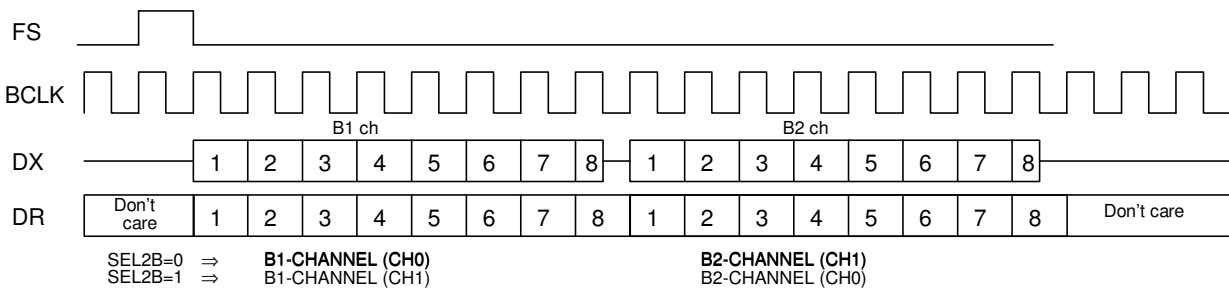 FS
BCLK
B1 ch B2 ch
DX 1 2 3 4 5 6 7 8 1 2 3 4 5 6 7 8
DR Don't care 1 2 3 4 5 6 7 8 1 2 3 4 5 6 7 8 Don't care
SEL2B=0 ⇒ B1-CHANNEL (CH0) B2-CHANNEL (CH1)
SEL2B=1 ⇒ B1-CHANNEL (CH1) B2-CHANNEL (CH0)